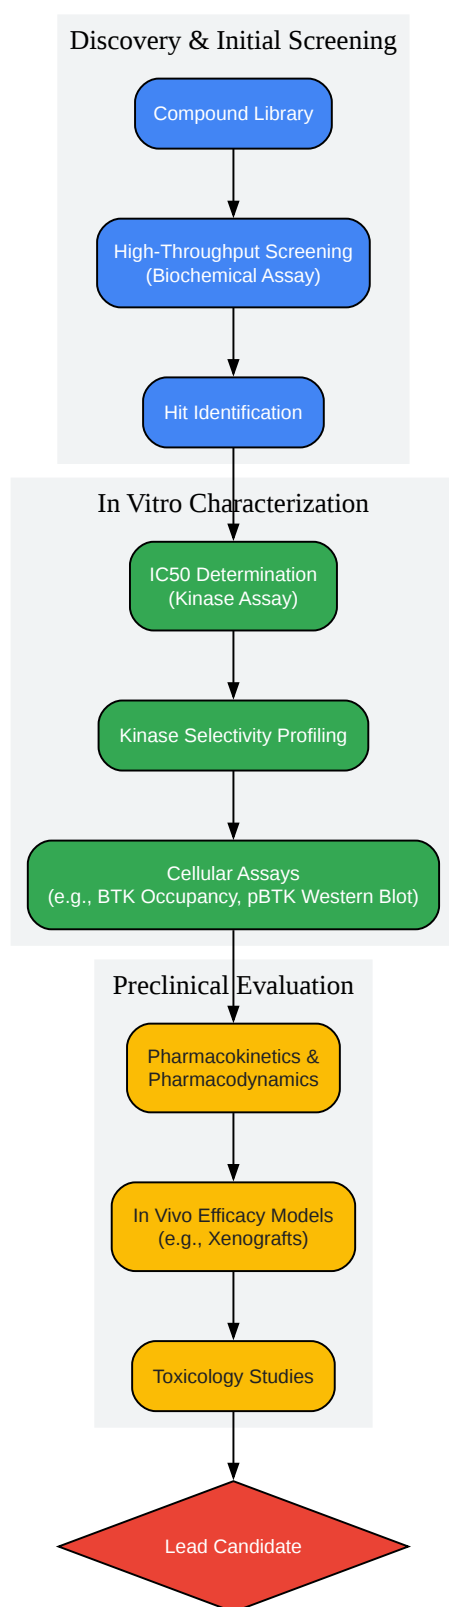 Discovery & Initial Screening
Compound Library
High-Throughput Screening
(Biochemical Assay)
Hit Identification
In Vitro Characterization
IC50 Determination
(Kinase Assay)
Kinase Selectivity Profiling
Cellular Assays
(e.g., BTK Occupancy, pBTK Western Blot)
Preclinical Evaluation
Pharmacokinetics &
Pharmacodynamics
In Vivo Efficacy Models
(e.g., Xenografts)
Toxicology Studies
Lead Candidate